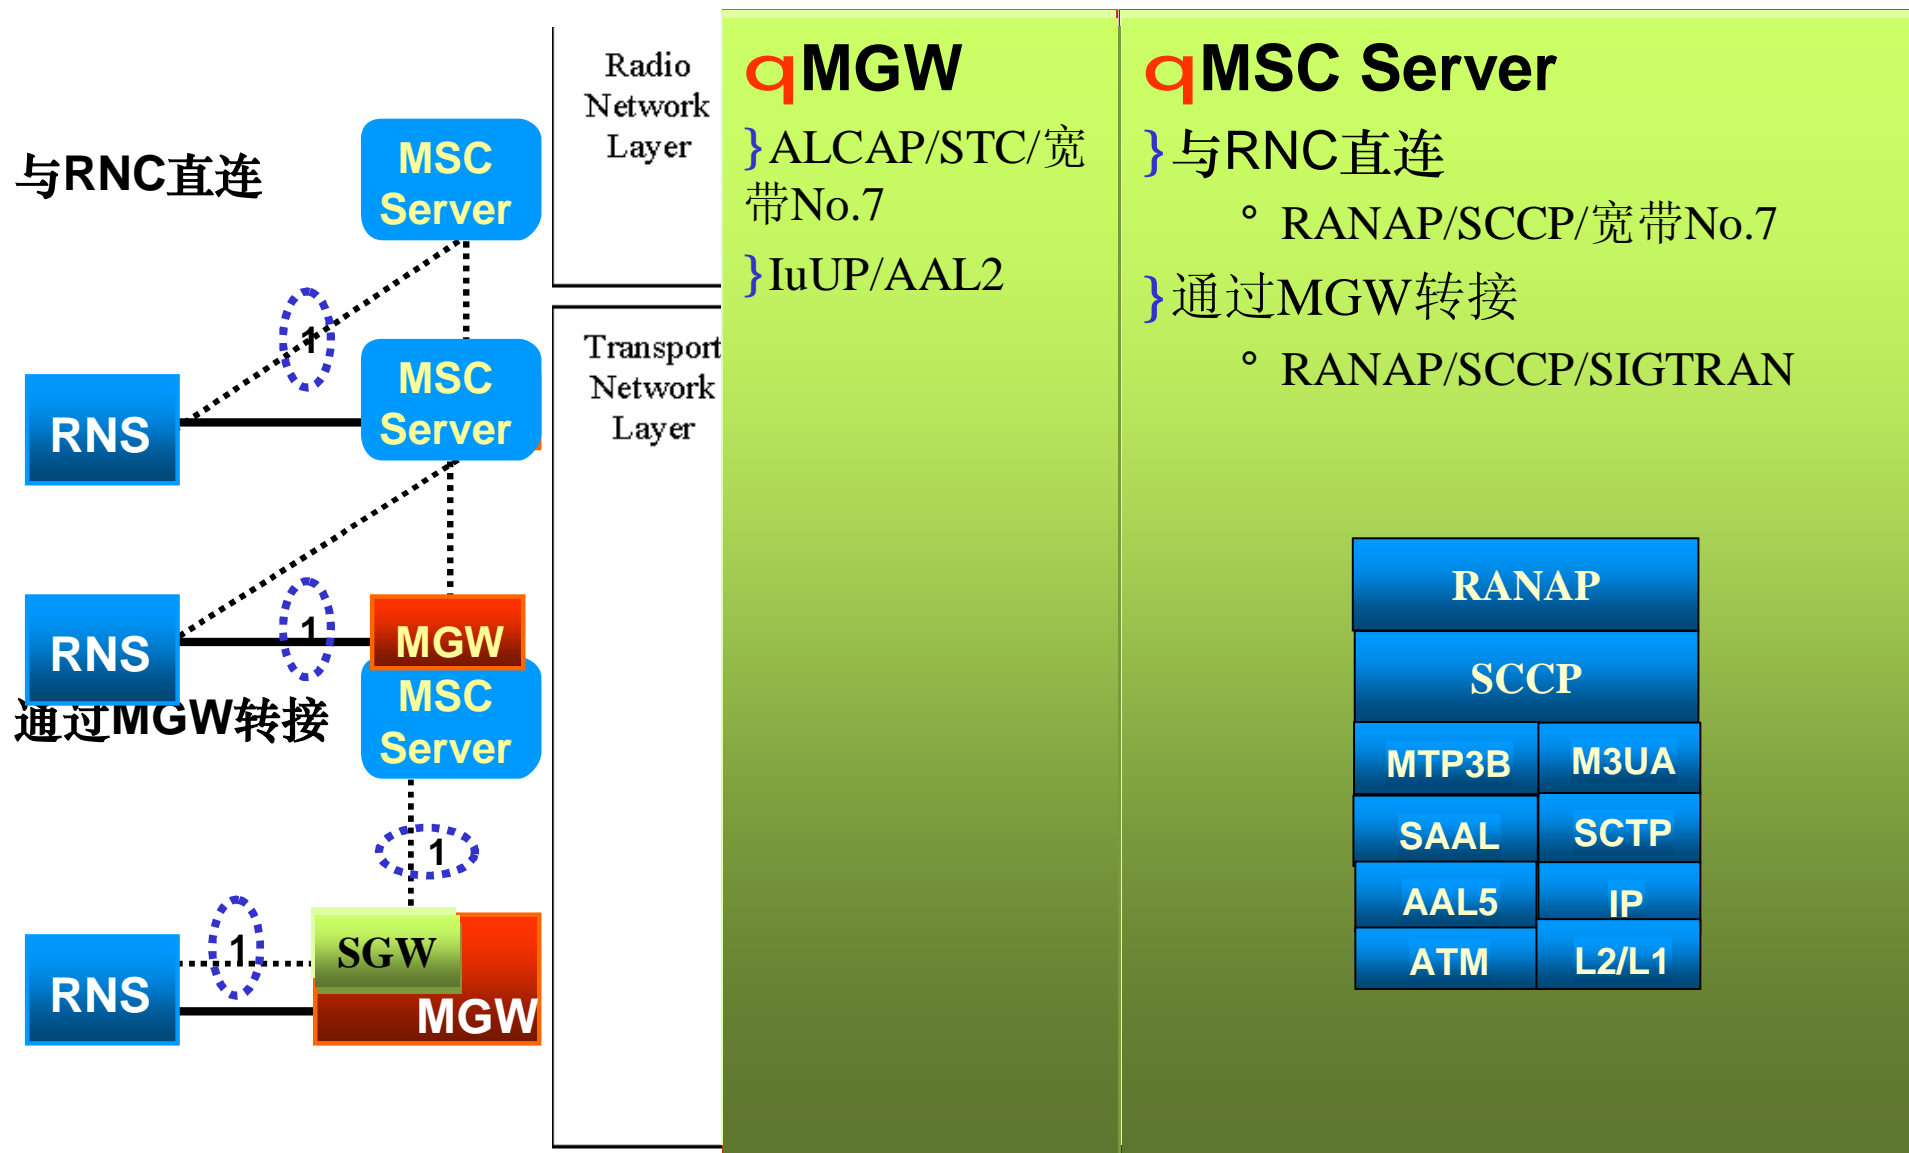 与RNC直连
MSC
Server
1
MSC
Server
RNS
1
RNS
MGW
通过MGW转接
MSC
Server
1
1
SGW
RNS
MGW
Radio
Network
Layer
Transport
Network
Layer
qMGW
}ALCAP/STC/宽
带No.7
}IuUP/AAL2
qMSC Server
}与RNC直连
° RANAP/SCCP/宽带No.7
}通过MGW转接
° RANAP/SCCP/SIGTRAN
RANAP
SCCP
MTP3B M3UA
SAAL SCTP
AAL5 IP
ATM L2/L1